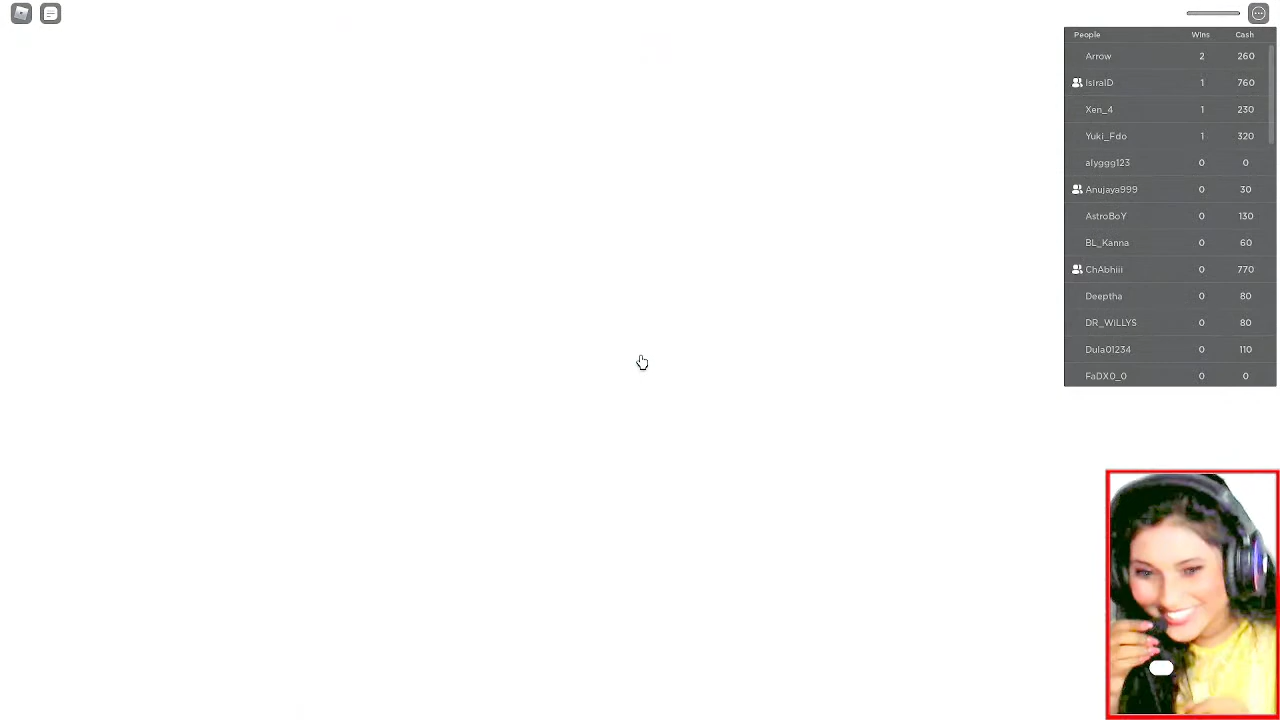 People Wins Cash
Arrow 2 260
IsiraID 1 760
Xen_4 1 230
Yuki_Fdo 1 320
alyggg123 0 0
Anujaya999 0 30
AstroBoY 0 130
BL_Kanna 0 60
ChAbhiii 0 770
Deeptha 0 80
DR_WiLLYS 0 80
Dula01234 0 110
FaDX0_0 0 0